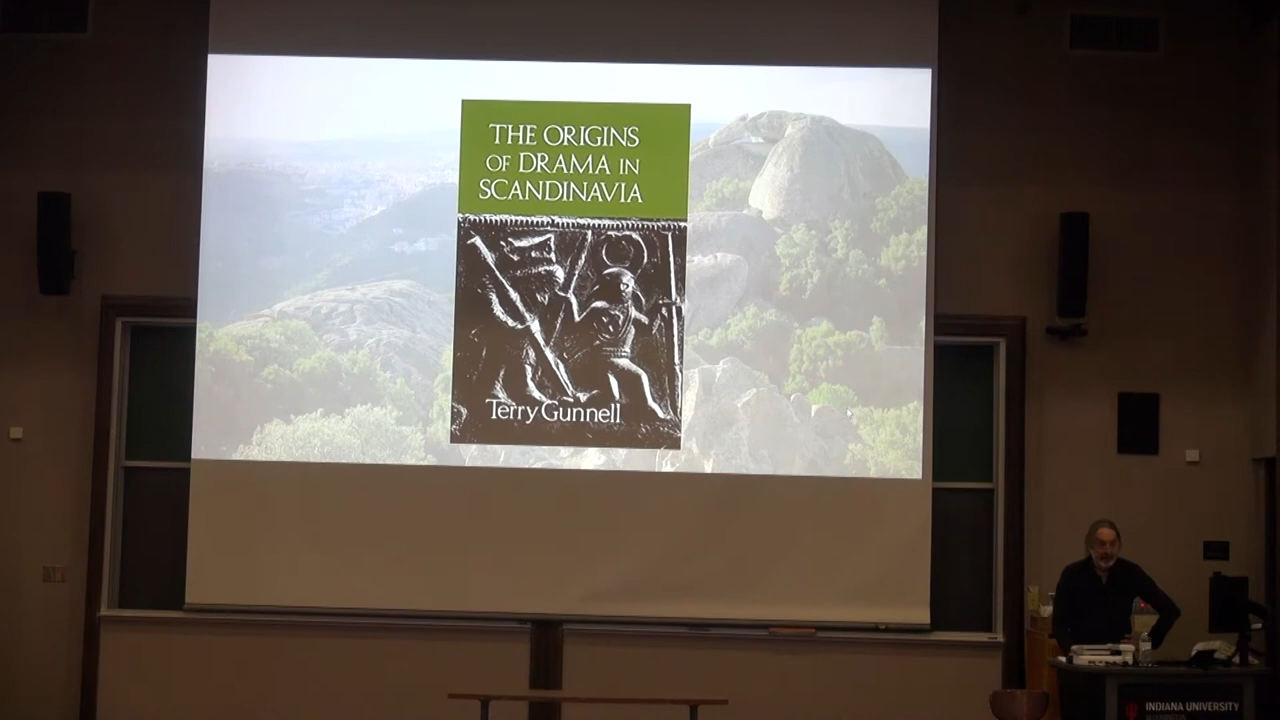 THE ORIGINS
OF DRAMA IN
SCANDINAVIA
Terry Gunnell
INDIANA UNIVERSITY